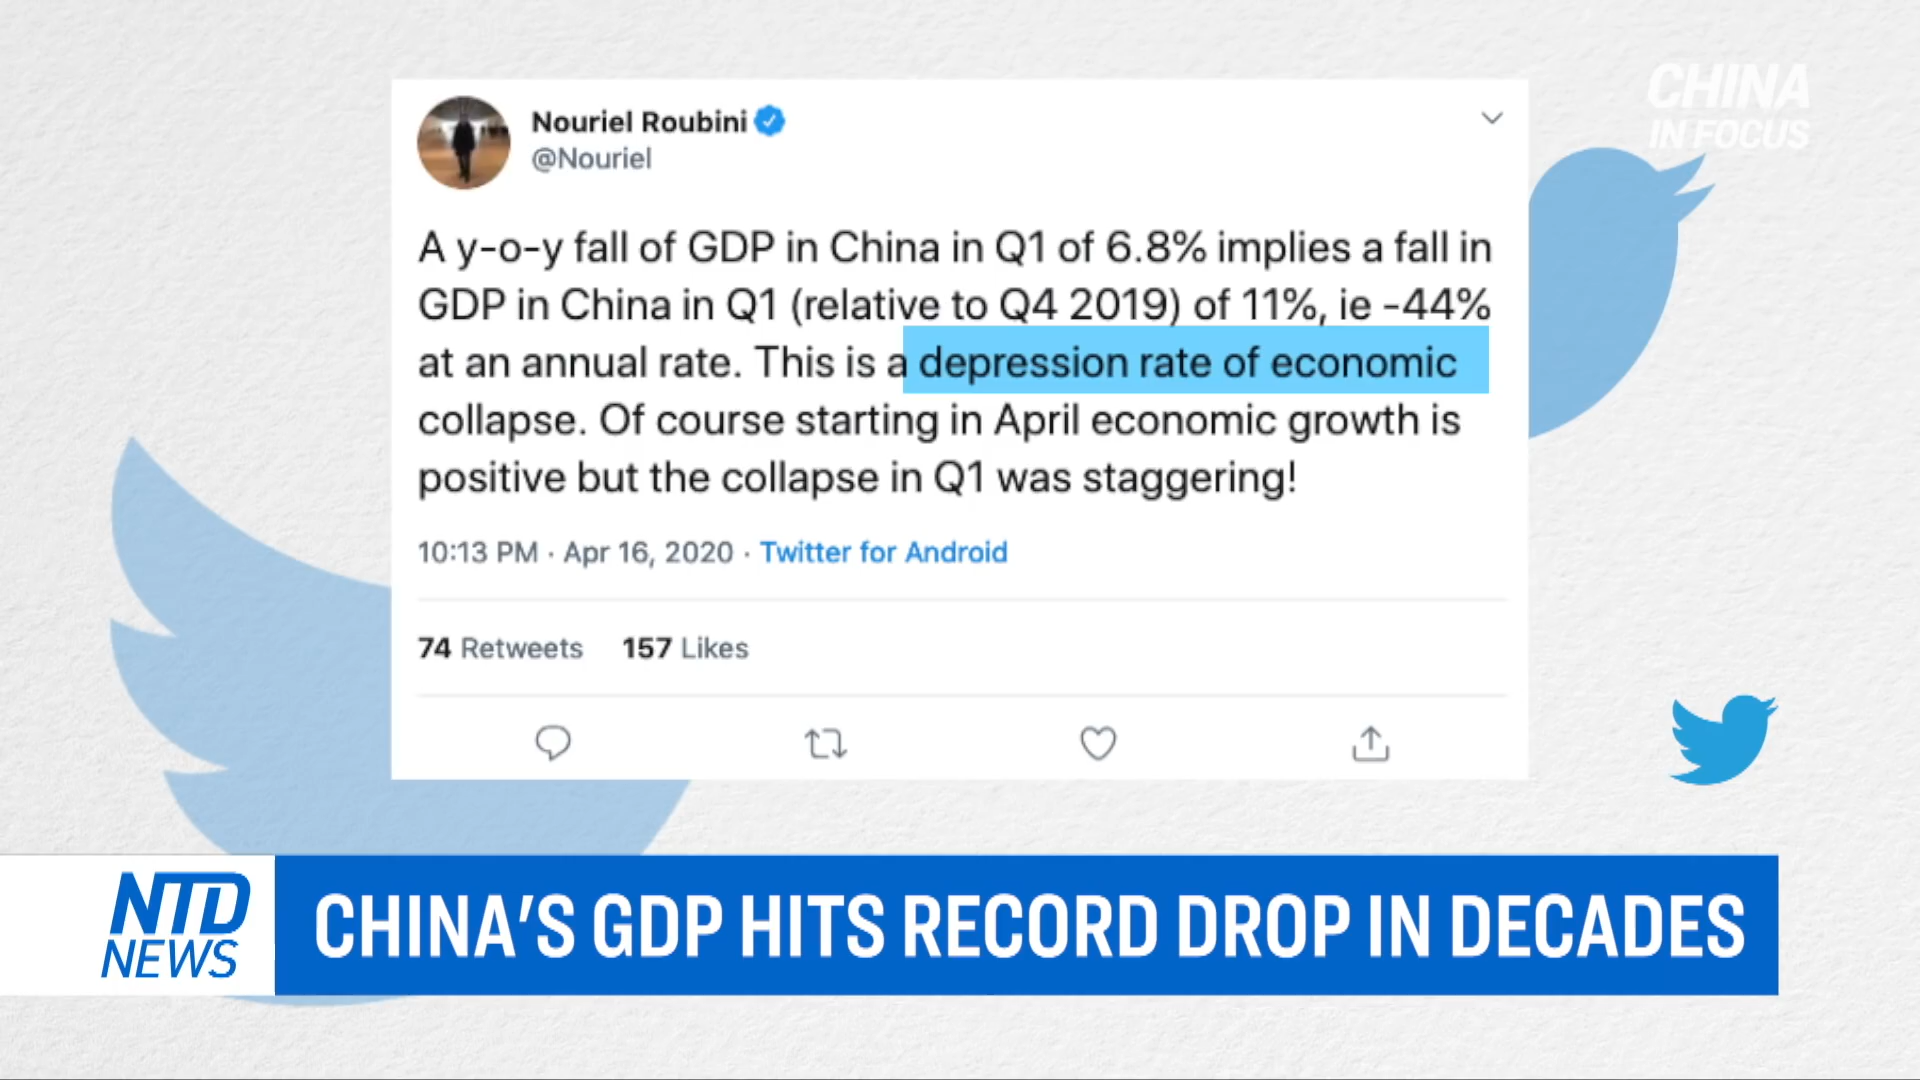 CHINA
IN FOCUS
Nouriel Roubini
@Nouriel
A y-o-y fall of GDP in China in Q1 of 6.8% implies a fall in
GDP in China in Q1 (relative to Q4 2019) of 11%, ie -44%
at an annual rate. This is a depression rate of economic
collapse. Of course starting in April economic growth is
positive but the collapse in Q1 was staggering!
10:13 PM · Apr 16, 2020 · Twitter for Android
74 Retweets 157 Likes
NTD
NEWS
CHINA'S GDP HITS RECORD DROP IN DECADES